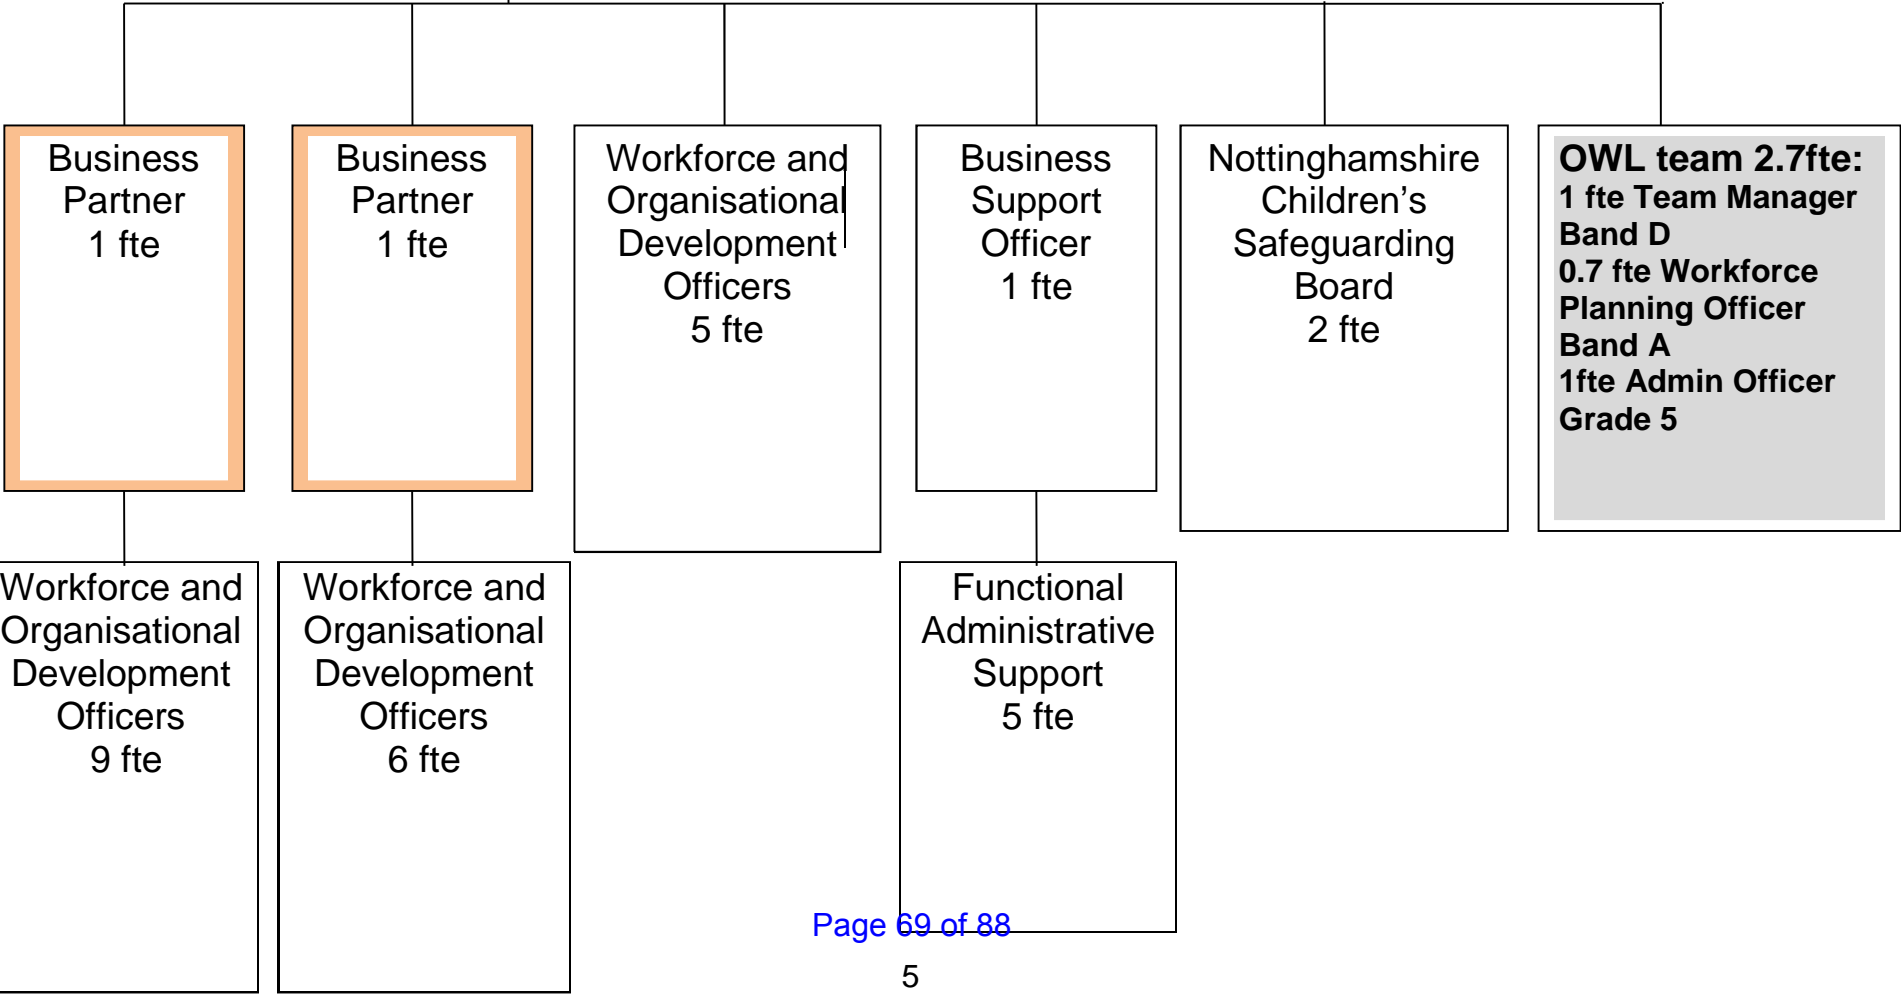 Business
Partner
1 fte
Business
Partner
1 fte
Workforce and
Organisational
Development
Officers
5 fte
Business
Support
Officer
1 fte
Nottinghamshire
Children’s
Safeguarding
Board
2 fte
OWL team 2.7fte:
1 fte Team Manager
Band D
0.7 fte Workforce
Planning Officer
Band A
1fte Admin Officer
Grade 5
Workforce and
Organisational
Development
Officers
9 fte
Workforce and
Organisational
Development
Officers
6 fte
Functional
Administrative
Support
5 fte
Page 69 of 88
5